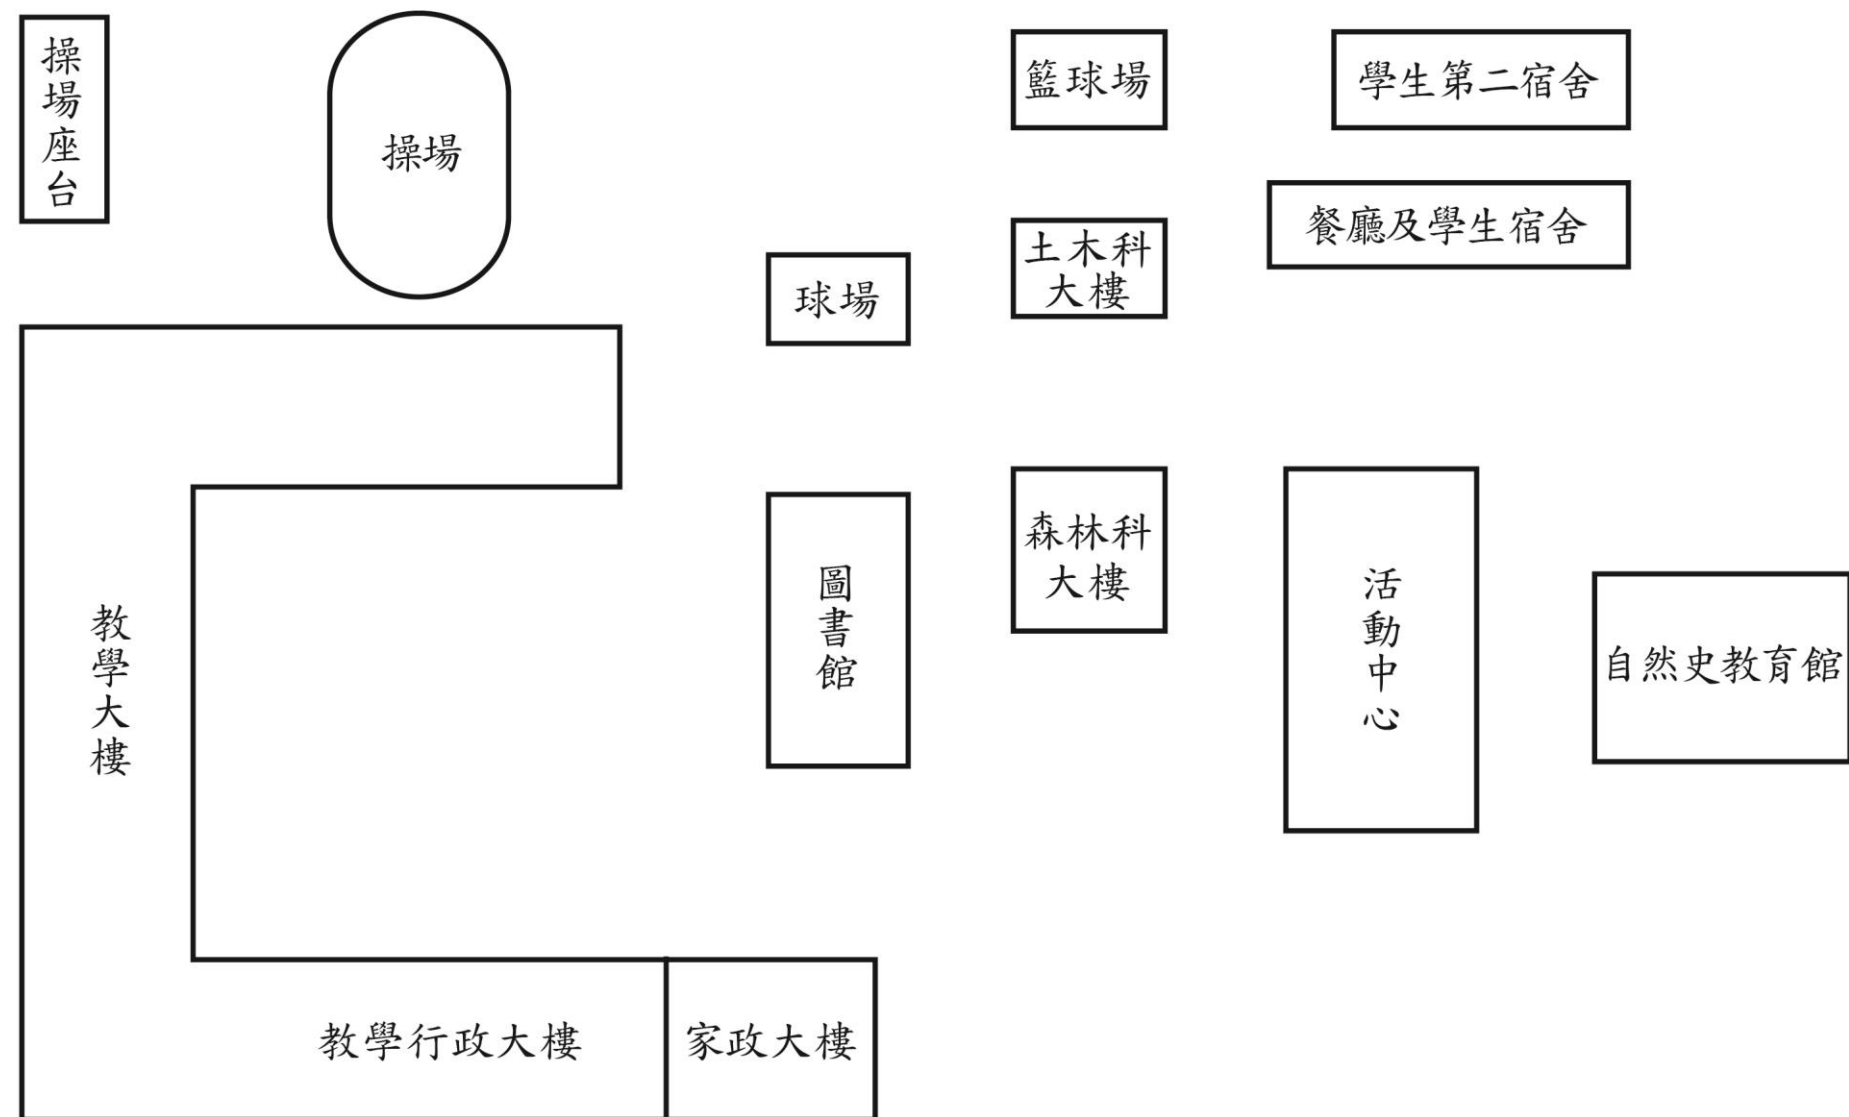 操場座台
操場
籃球場
學生第二宿舍
餐廳及學生宿舍
土木科
大樓
球場
森林科
大樓
圖書館
活動中心
自然史教育館
教學大樓
教學行政大樓
家政大樓